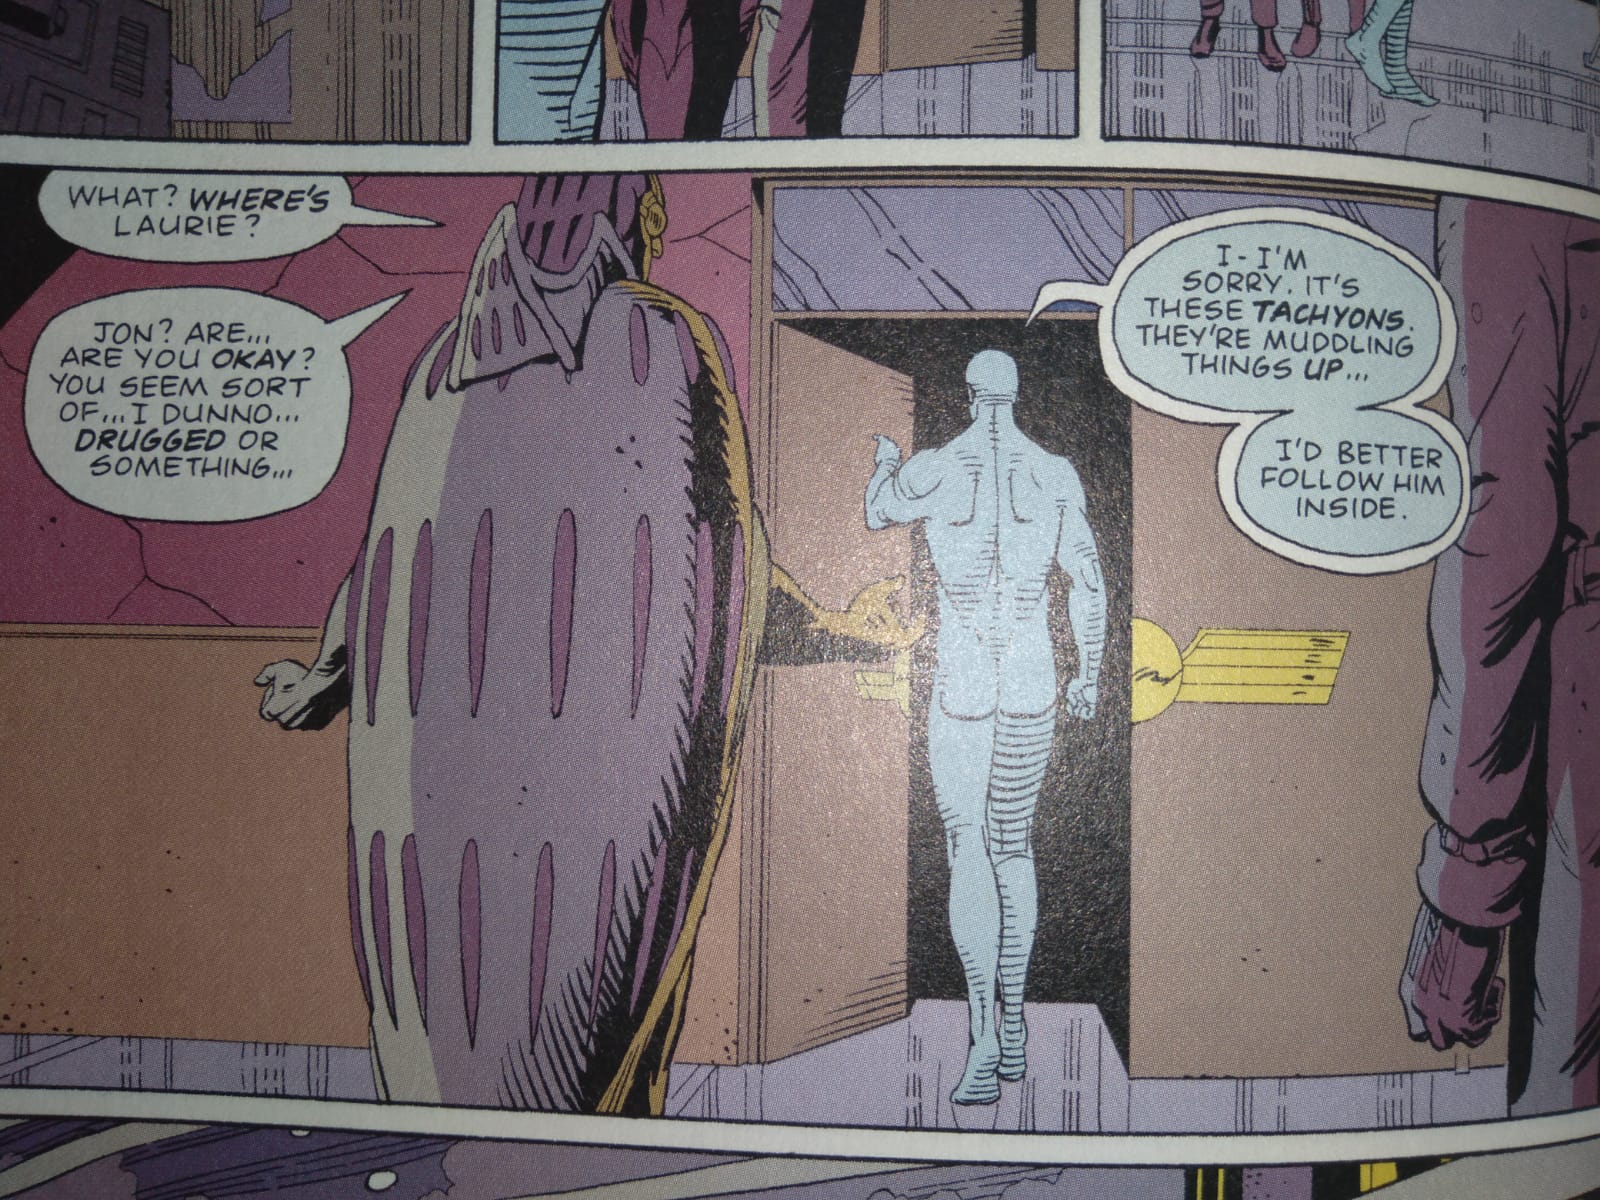 WHAT? WHERE'S
LAURIE?
JON? ARE...
ARE YOU OKAY?
YOU SEEM SORT
OF...I DUNNO...
DRUGGED OR
SOMETHING...
I-I'M
SORRY. IT'S
THESE TACHYONS.
THEY'RE MUDDLING
THINGS UP...
I'D BETTER
FOLLOW HIM
INSIDE.